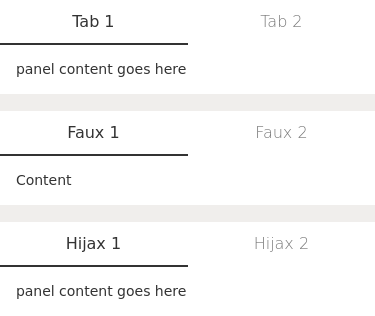 Tab 1 Tab 2
panel content goes here
Faux 1 Faux 2
Content
Hijax 1 Hijax 2
panel content goes here